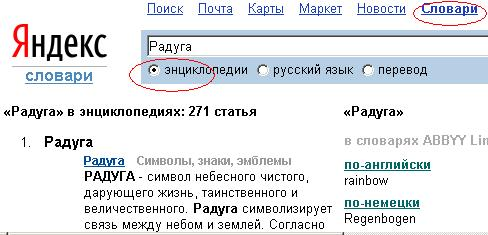 Поиск Почта Карты Маркет Новости Словари
Яндекс
словари
Радуга
энциклопедии русский язык перевод
«Радуга» в энциклопедиях: 271 статья
1. Радуга
Радуга Символы, знаки, эмблемы
РАДУГА - символ небесного чистого,
дарующего жизнь, таинственного и
величественного. Радуга символизирует
связь между небом и землей. Согласно
«Радуга»
в словарях ABBYY Lin
по-английски
rainbow
по-немецки
Regenbogen